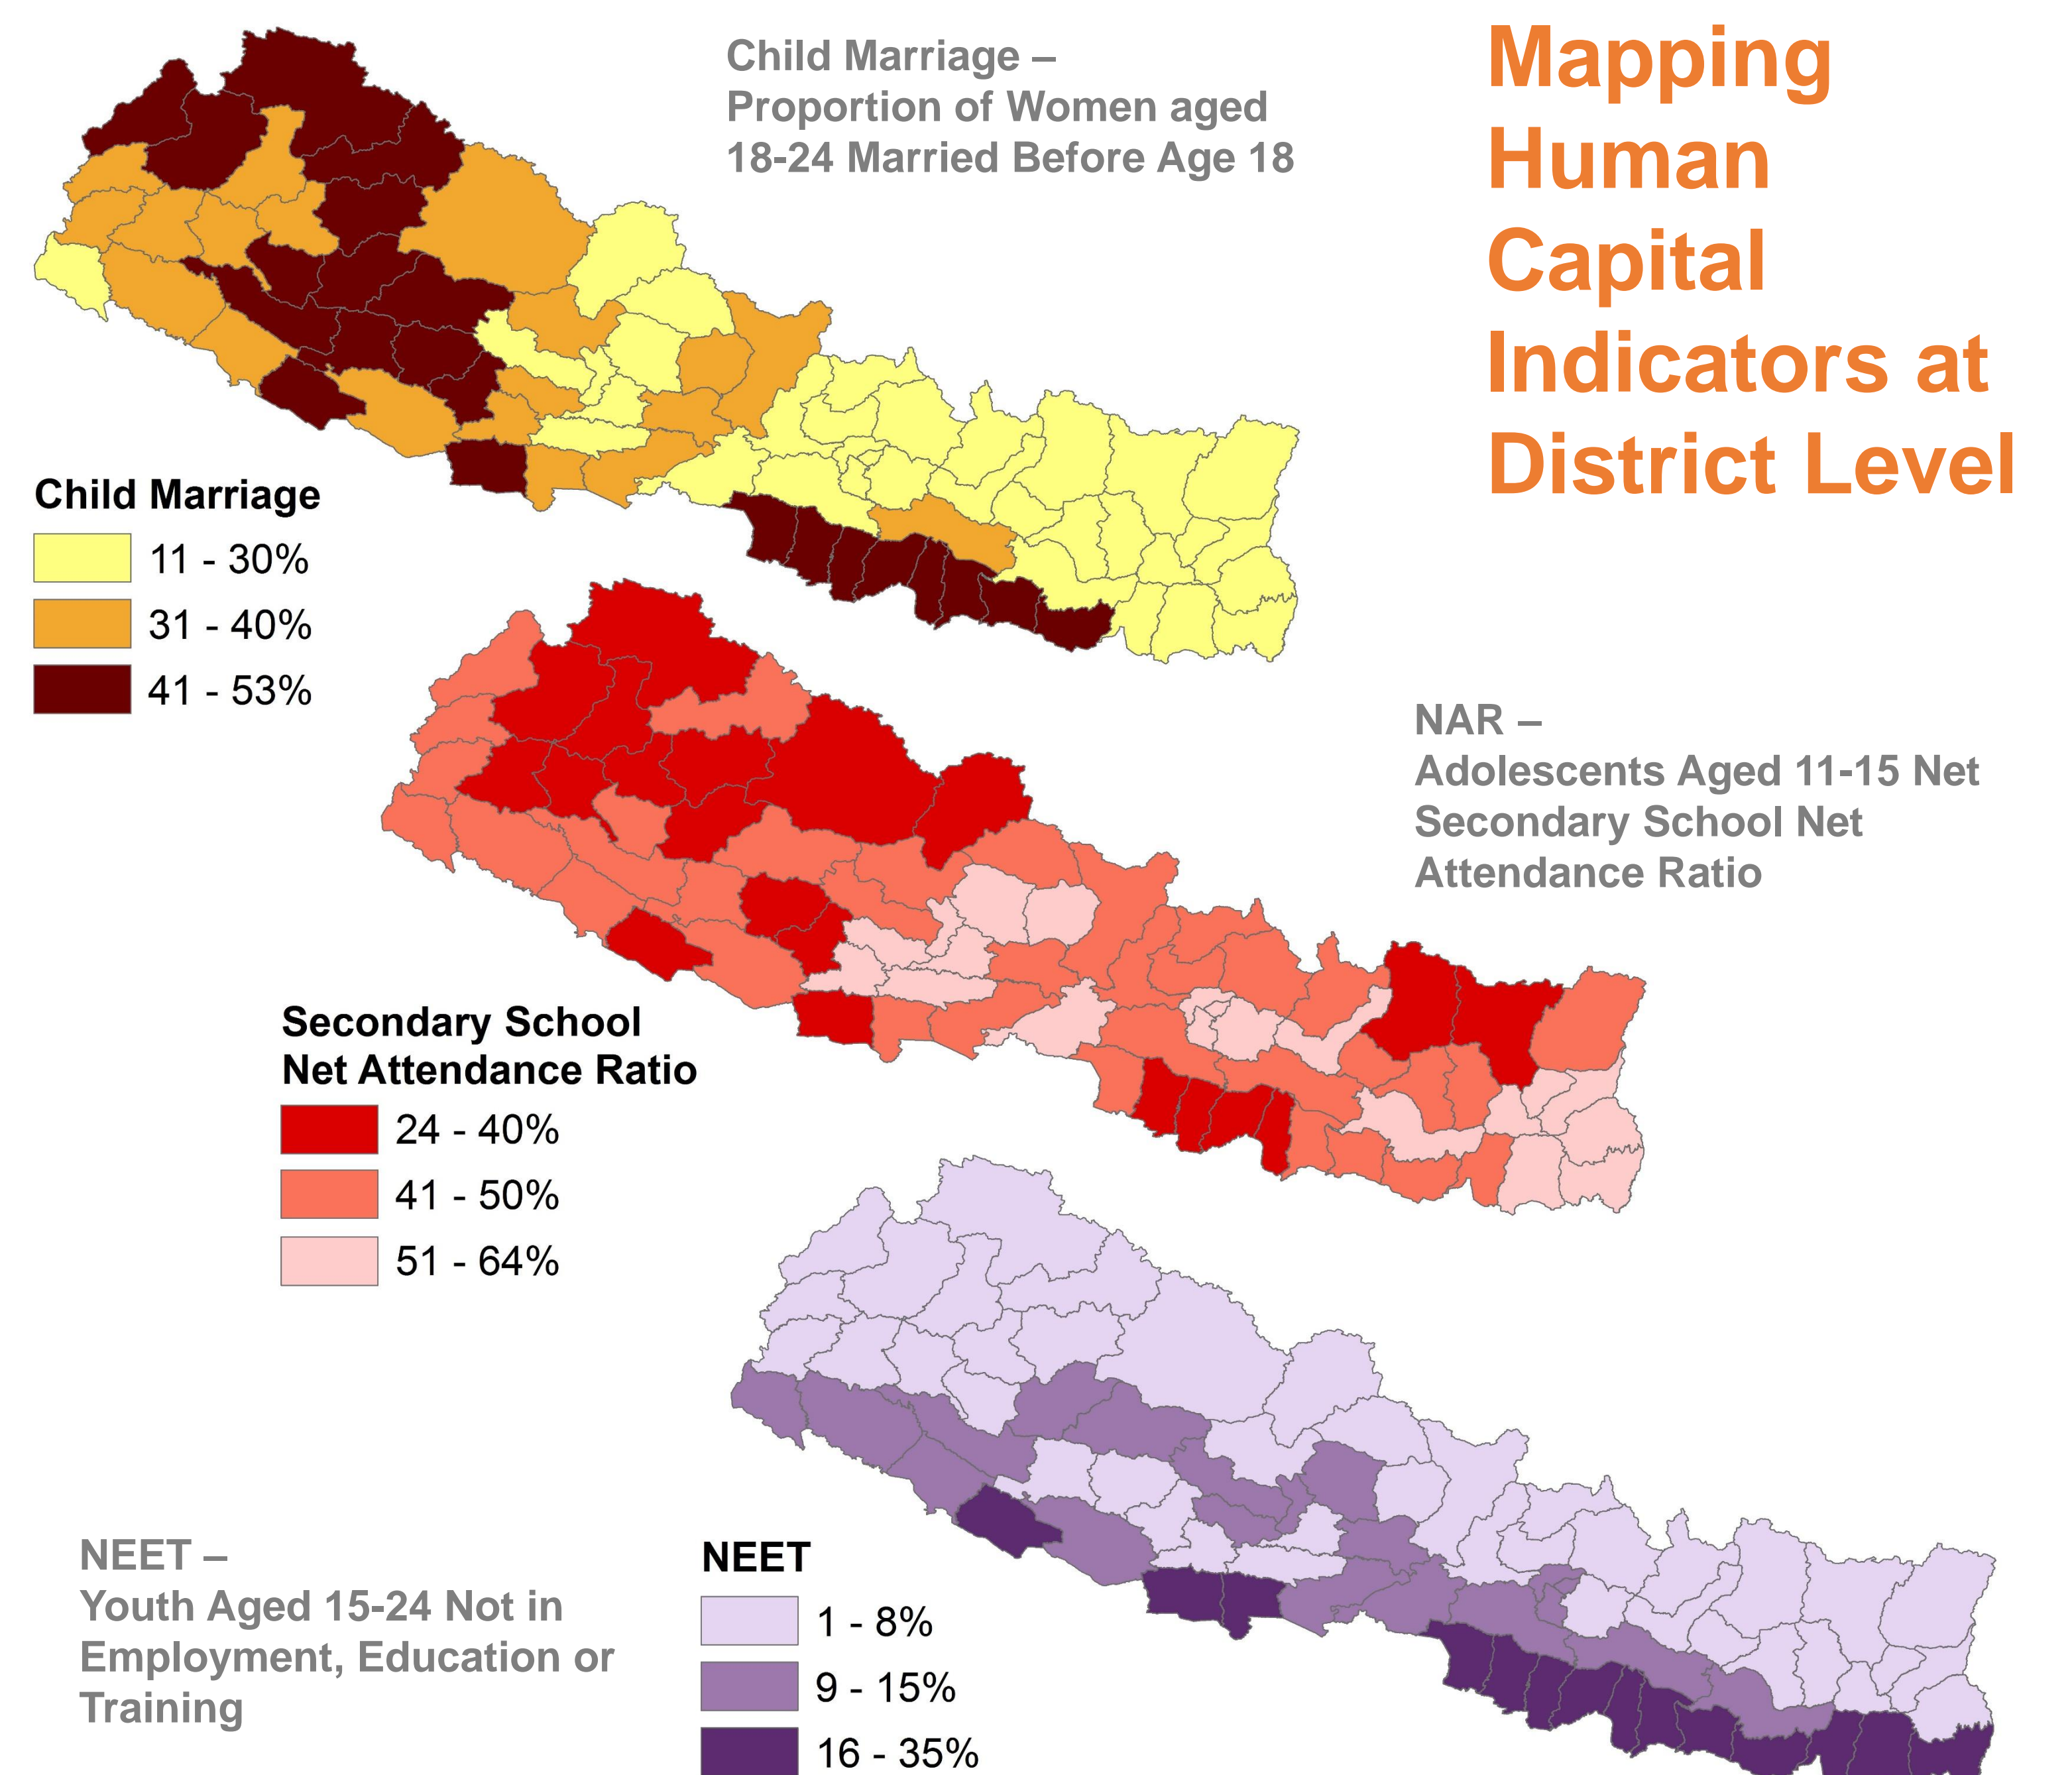 Mapping
Human
Capital
Indicators at
District Level
Child Marriage –
Proportion of Women aged
18-24 Married Before Age 18
Child Marriage
11 - 30%
31 - 40%
41 - 53%
NAR –
Adolescents Aged 11-15 Net
Secondary School Net
Attendance Ratio
Secondary School
Net Attendance Ratio
24 - 40%
41 - 50%
51 - 64%
NEET –
Youth Aged 15-24 Not in
Employment, Education or
Training
NEET
1 - 8%
9 - 15%
16 - 35%